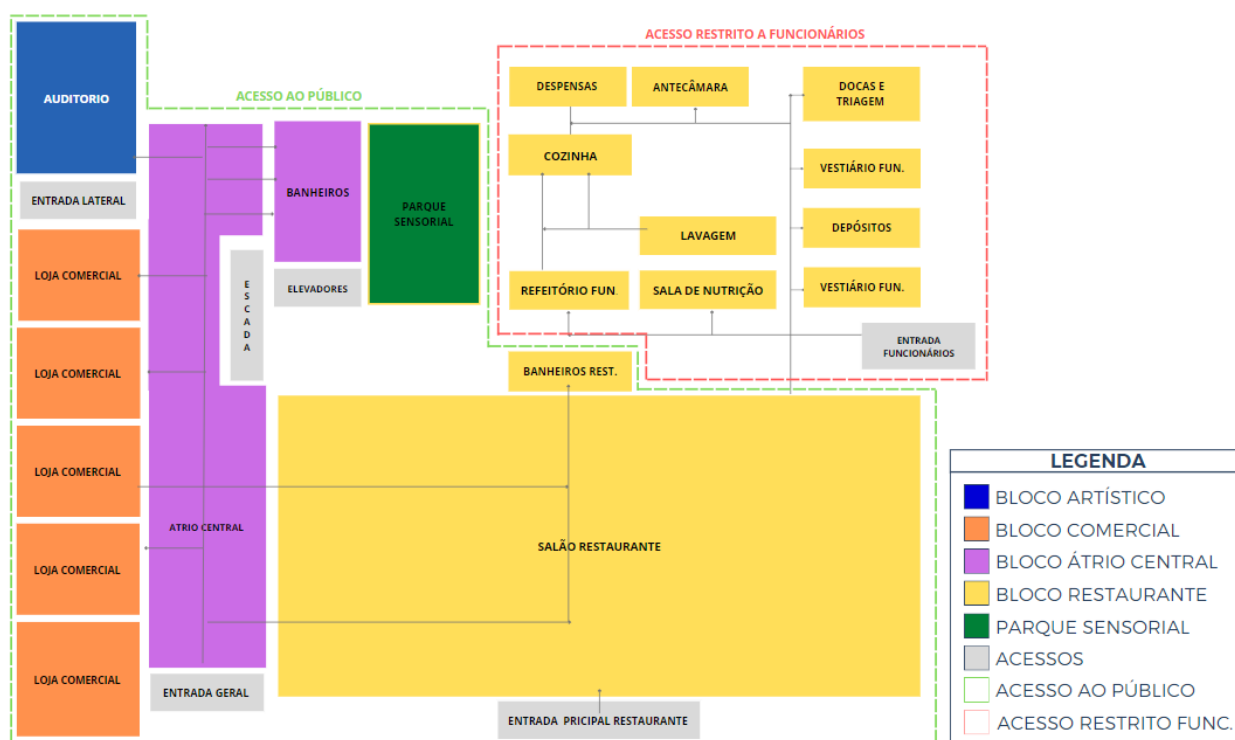 ACESSO RESTRITO A FUNCIONÁRIOS
ACESSO AO PÚBLICO
AUDITORIO
ENTRADA LATERAL
LOJA COMERCIAL
LOJA COMERCIAL
LOJA COMERCIAL
LOJA COMERCIAL
LOJA COMERCIAL
BANHEIROS
ELEVADORES
ESCADA
PARQUE
SENSORIAL
ATRIO CENTRAL
ENTRADA GERAL
DESPENSAS
ANTECÂMARA
DOCAS E
TRIAGEM
COZINHA
VESTIÁRIO FUN.
LAVAGEM
DEPÓSITOS
REFEITÓRIO FUN.
SALA DE NUTRIÇÃO
VESTIÁRIO FUN.
ENTRADA
FUNCIONÁRIOS
BANHEIROS REST.
SALÃO RESTAURANTE
ENTRADA PRICIPAL RESTAURANTE
LEGENDA
BLOCO ARTÍSTICO
BLOCO COMERCIAL
BLOCO ÁTRIO CENTRAL
BLOCO RESTAURANTE
PARQUE SENSORIAL
ACESSOS
ACESSO AO PÚBLICO
ACESSO RESTRITO FUNC.